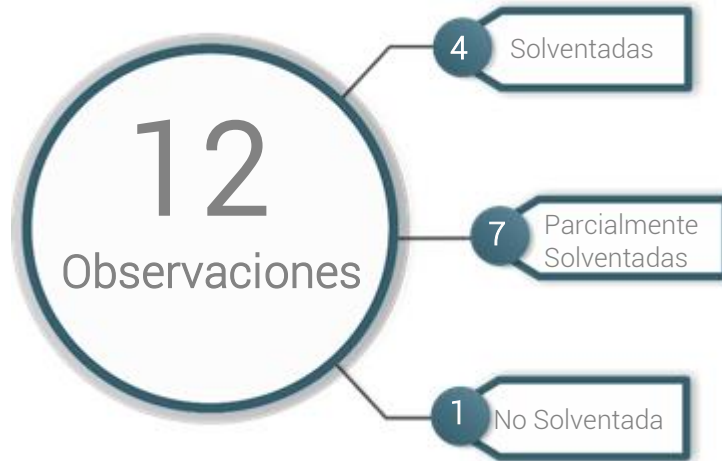 12
Observaciones
4
Solventadas
7
Parcialmente
Solventadas
1
No Solventada